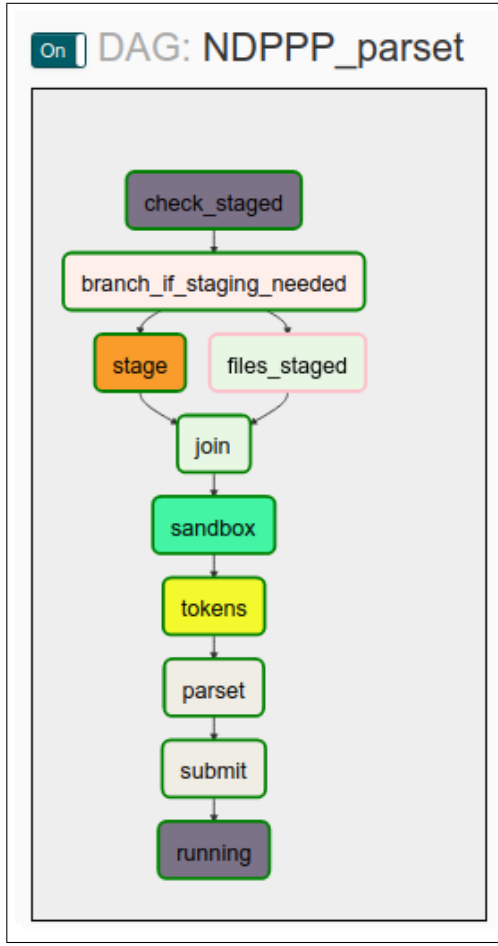 On DAG: NDPPP_parset
check_staged
branch_if_staging_needed
stage files_staged
join
sandbox
tokens
parset
submit
running